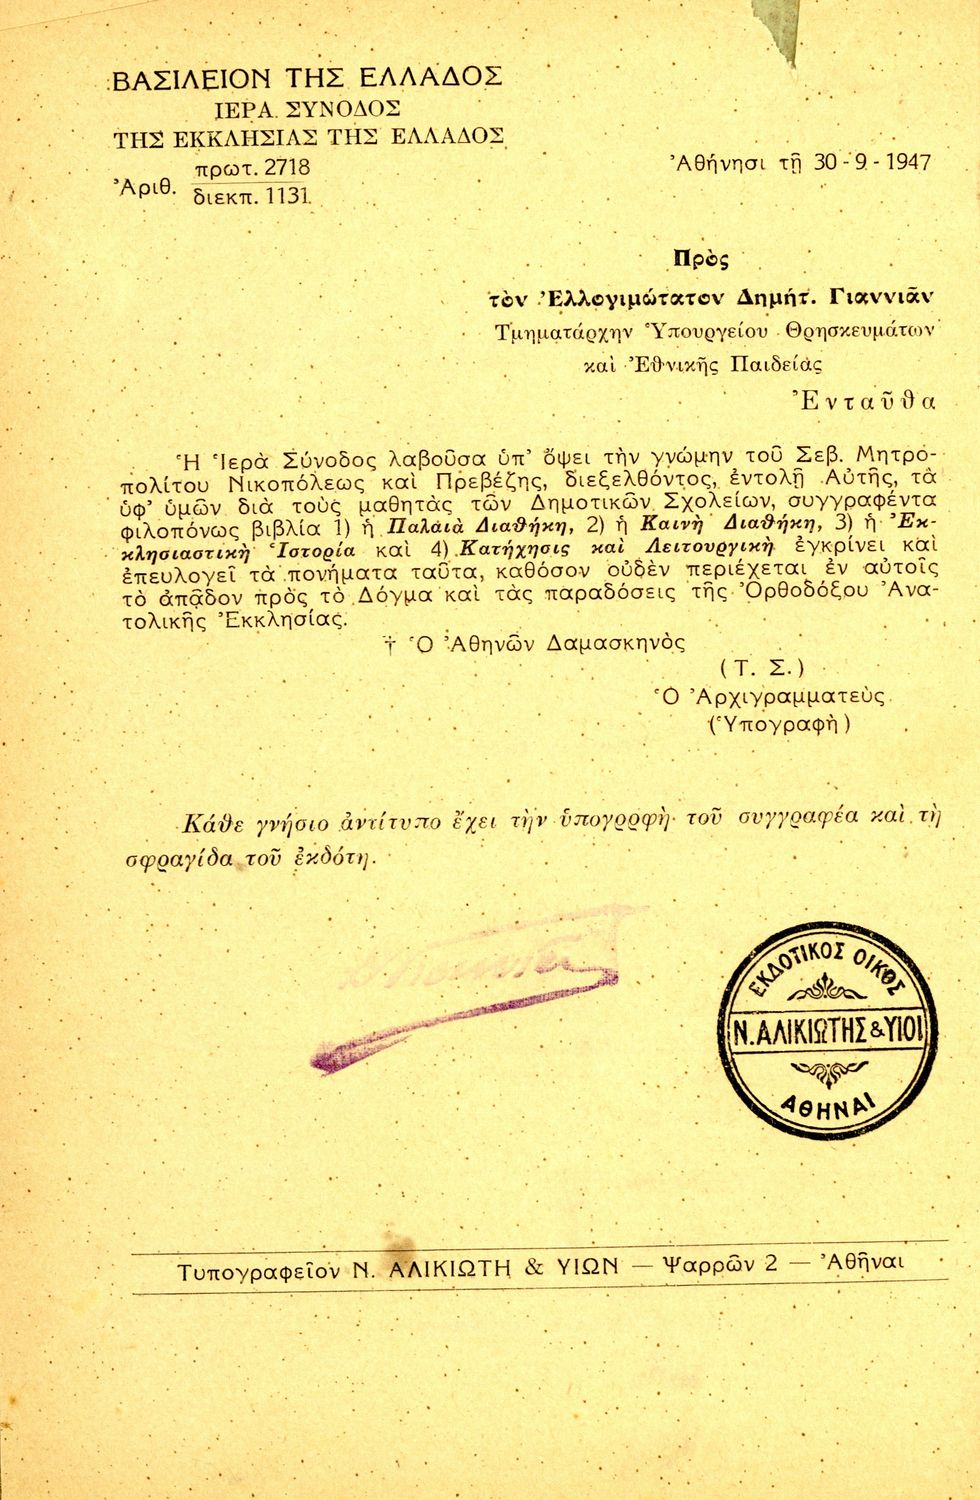 ΒΑΣΙΛΕΙΟΝ ΤΗΣ ΕΛΛΑΔΟΣ
ΙΕΡΑ ΣΥΝΟΔΟΣ
ΤΗΣ ΕΚΚΛΗΣΙΑΣ ΤΗΣ ΕΛΛΑΔΟΣ
Ἀριθ. πρωτ. 2718
διεκπ. 1131
Ἀθήνησι τῇ 30-9-1947
Πρὸς
τὸν Ἐλλογιμώτατον Δημήτ. Γιαννιᾶν
Τμηματάρχην Ὑπουργείου Θρησκευμάτων
καὶ Ἐθνικῆς Παιδείας
Ἐνταῦθα
Ἡ Ἱερὰ Σύνοδος λαβοῦσα ὑπ' ὄψει τὴν γνώμην τοῦ Σεβ. Μητρο-
πολίτου Νικοπόλεως καὶ Πρεβέζης, διεξελθόντος, ἐντολῇ Αὐτῆς, τὰ
ὑφ' ὑμῶν διὰ τοὺς μαθητὰς τῶν Δημοτικῶν Σχολείων, συγγραφέντα
φιλοπόνως βιβλία 1) ἡ Παλαιὰ Διαθήκη, 2) ἡ Καινὴ Διαθήκη, 3) ἡ Ἐκ-
κλησιαστικὴ Ἱστορία καὶ 4) Κατήχησις καὶ Λειτουργικὴ ἐγκρίνει καὶ
ἐπευλογεῖ τὰ πονήματα ταῦτα, καθόσον οὐδὲν περιέχεται ἐν αὐτοῖς
τὸ ἀπᾷδον πρὸς τὸ Δόγμα καὶ τὰς παραδόσεις τῆς Ὀρθοδόξου Ἀνα-
τολικῆς Ἐκκλησίας.
† Ὁ Ἀθηνῶν Δαμασκηνὸς
(Τ. Σ.)
Ὁ Ἀρχιγραμματεὺς
(Ὑπογραφὴ)
Κάθε γνήσιο ἀντίτυπο ἔχει τὴν ὑπογρρφὴ τοῦ συγγραφέα καὶ τὴ
σφραγίδα τοῦ ἐκδότη.
ΕΚΔΟΤΙΚΟΣ ΟΙΚΟΣ
Ν. ΑΛΙΚΙΩΤΗΣ & ΥΙΟΙ
ΑΘΗΝΑΙ
Τυπογραφεῖον Ν. ΑΛΙΚΙΩΤΗ & ΥΙΩΝ — Ψαρρῶν 2 — Ἀθῆναι